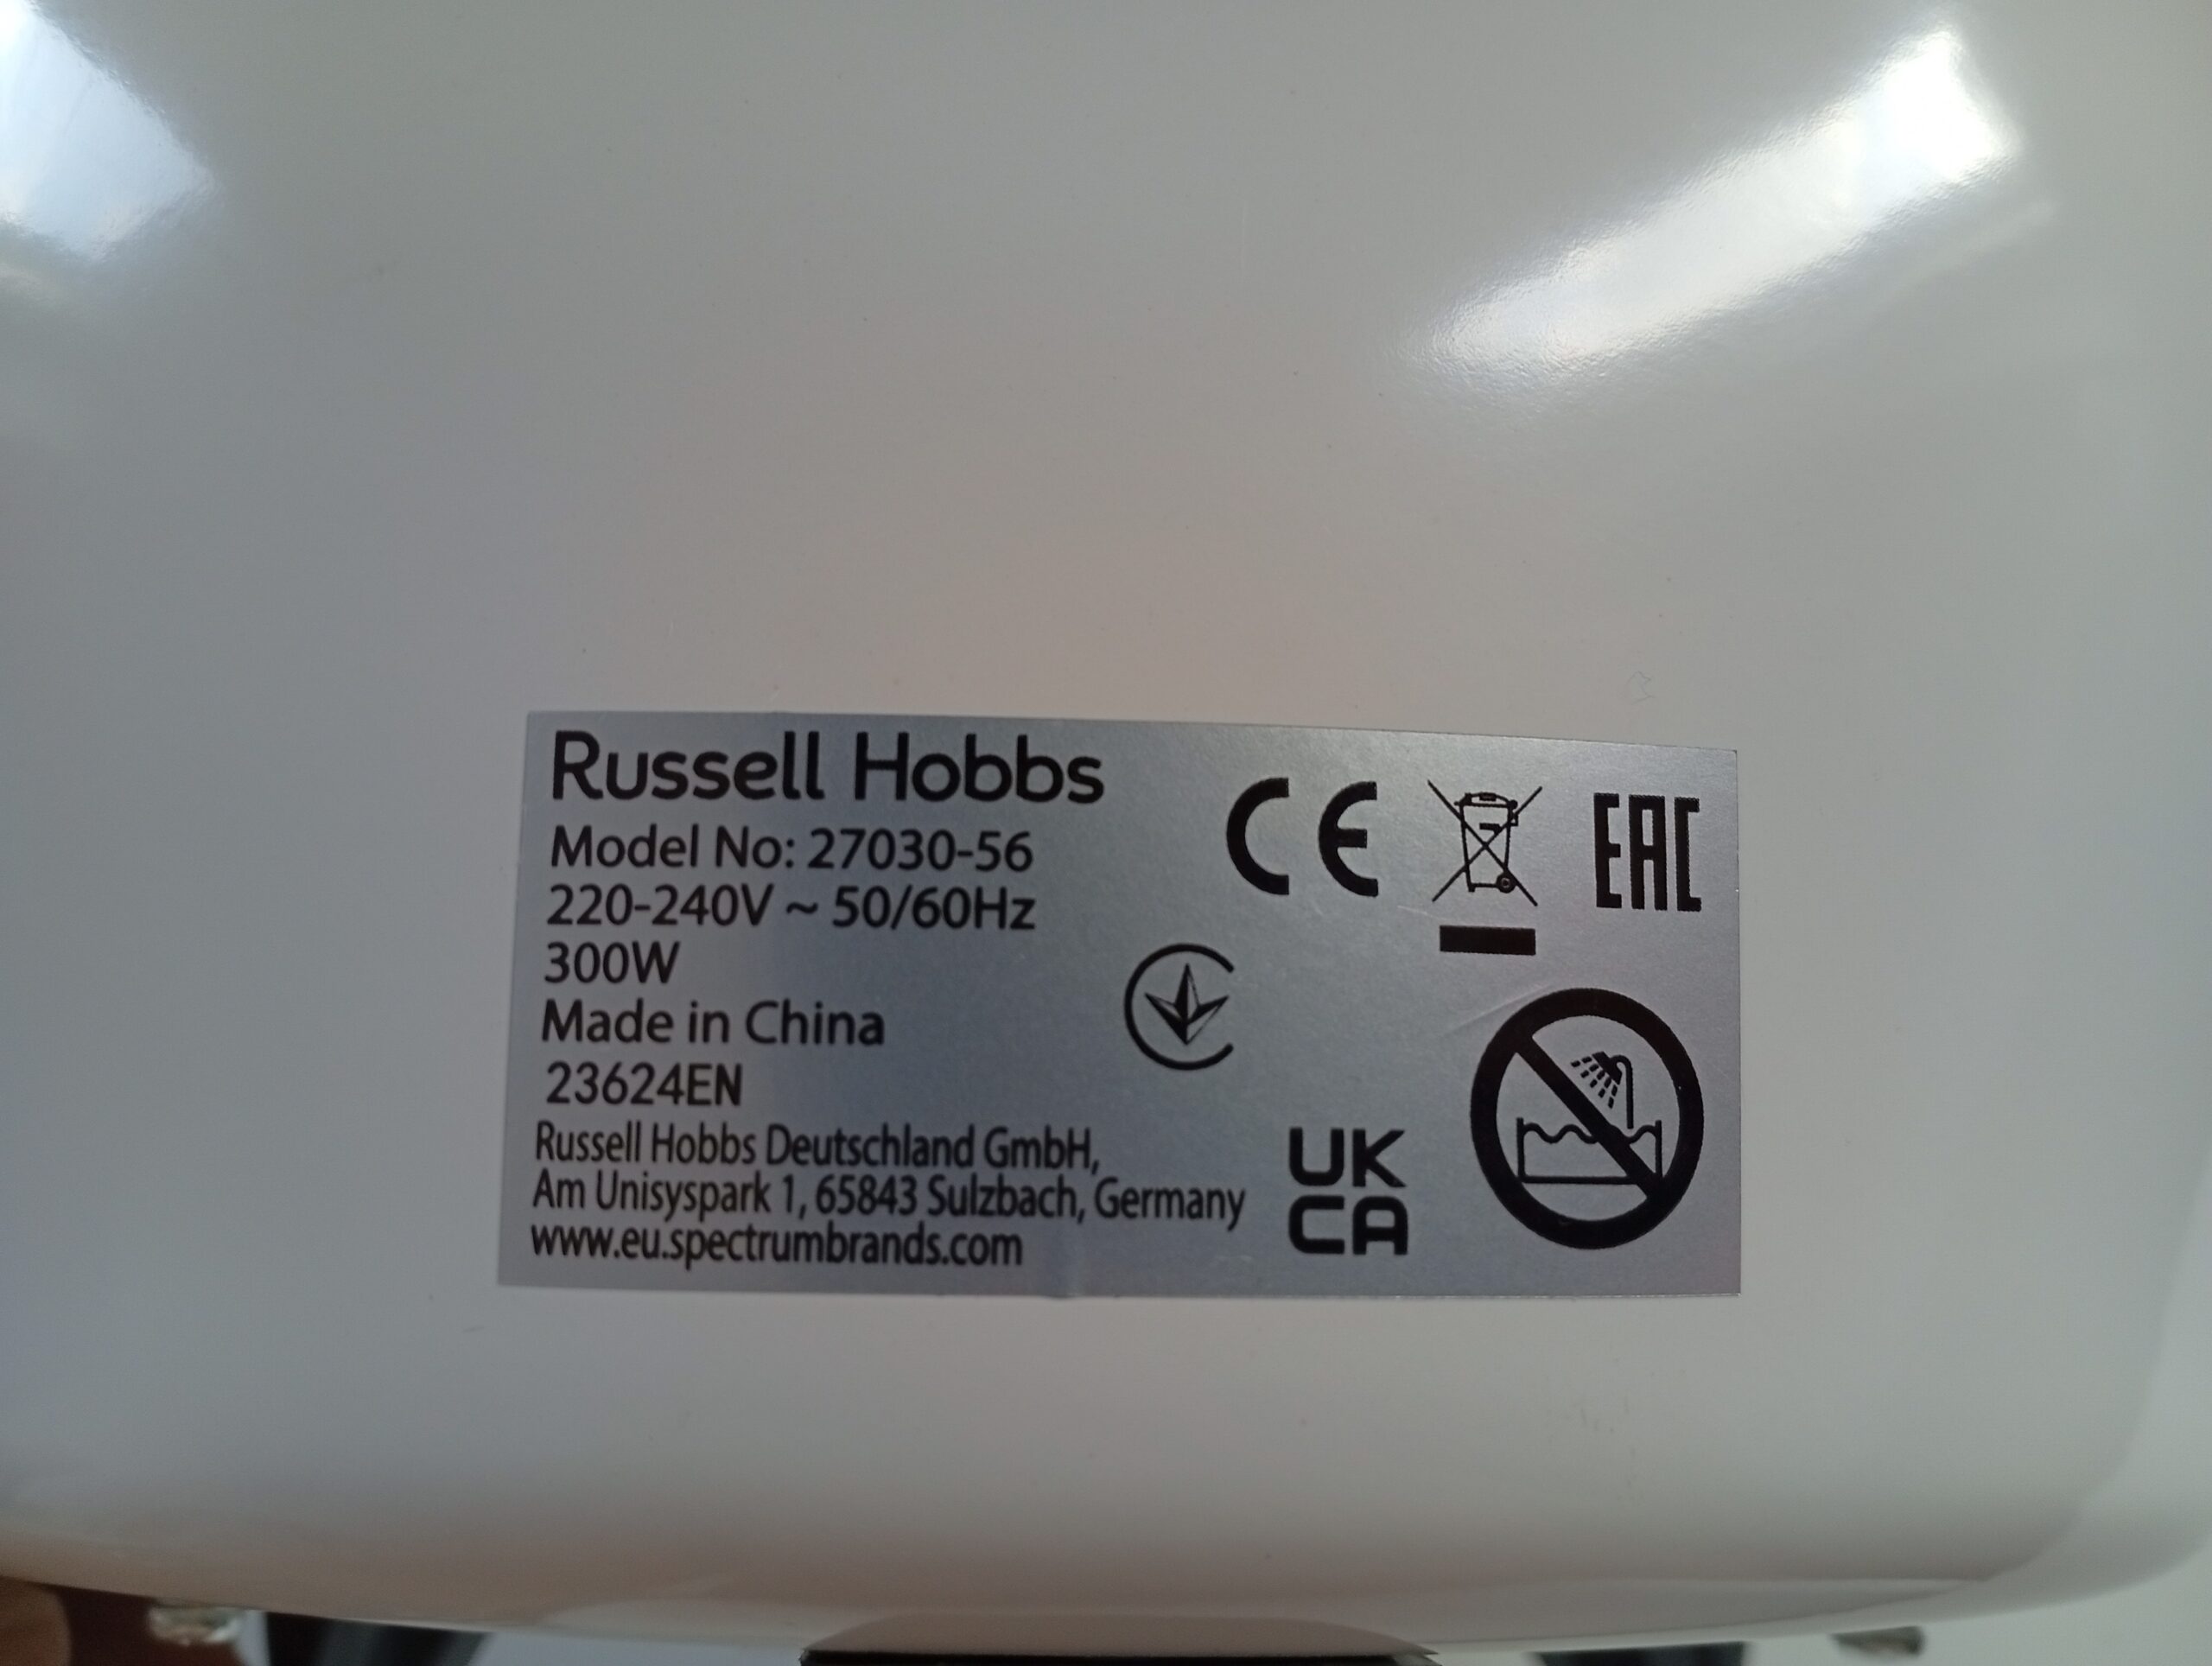 Russell Hobbs
Model No: 27030-56
220-240V ~ 50/60Hz
300W
Made in China
23624EN
Russell Hobbs Deutschland GmbH,
Am Unisyspark 1, 65843 Sulzbach, Germany
www.eu.spectrumbrands.com
CE
EAC
UK
CA